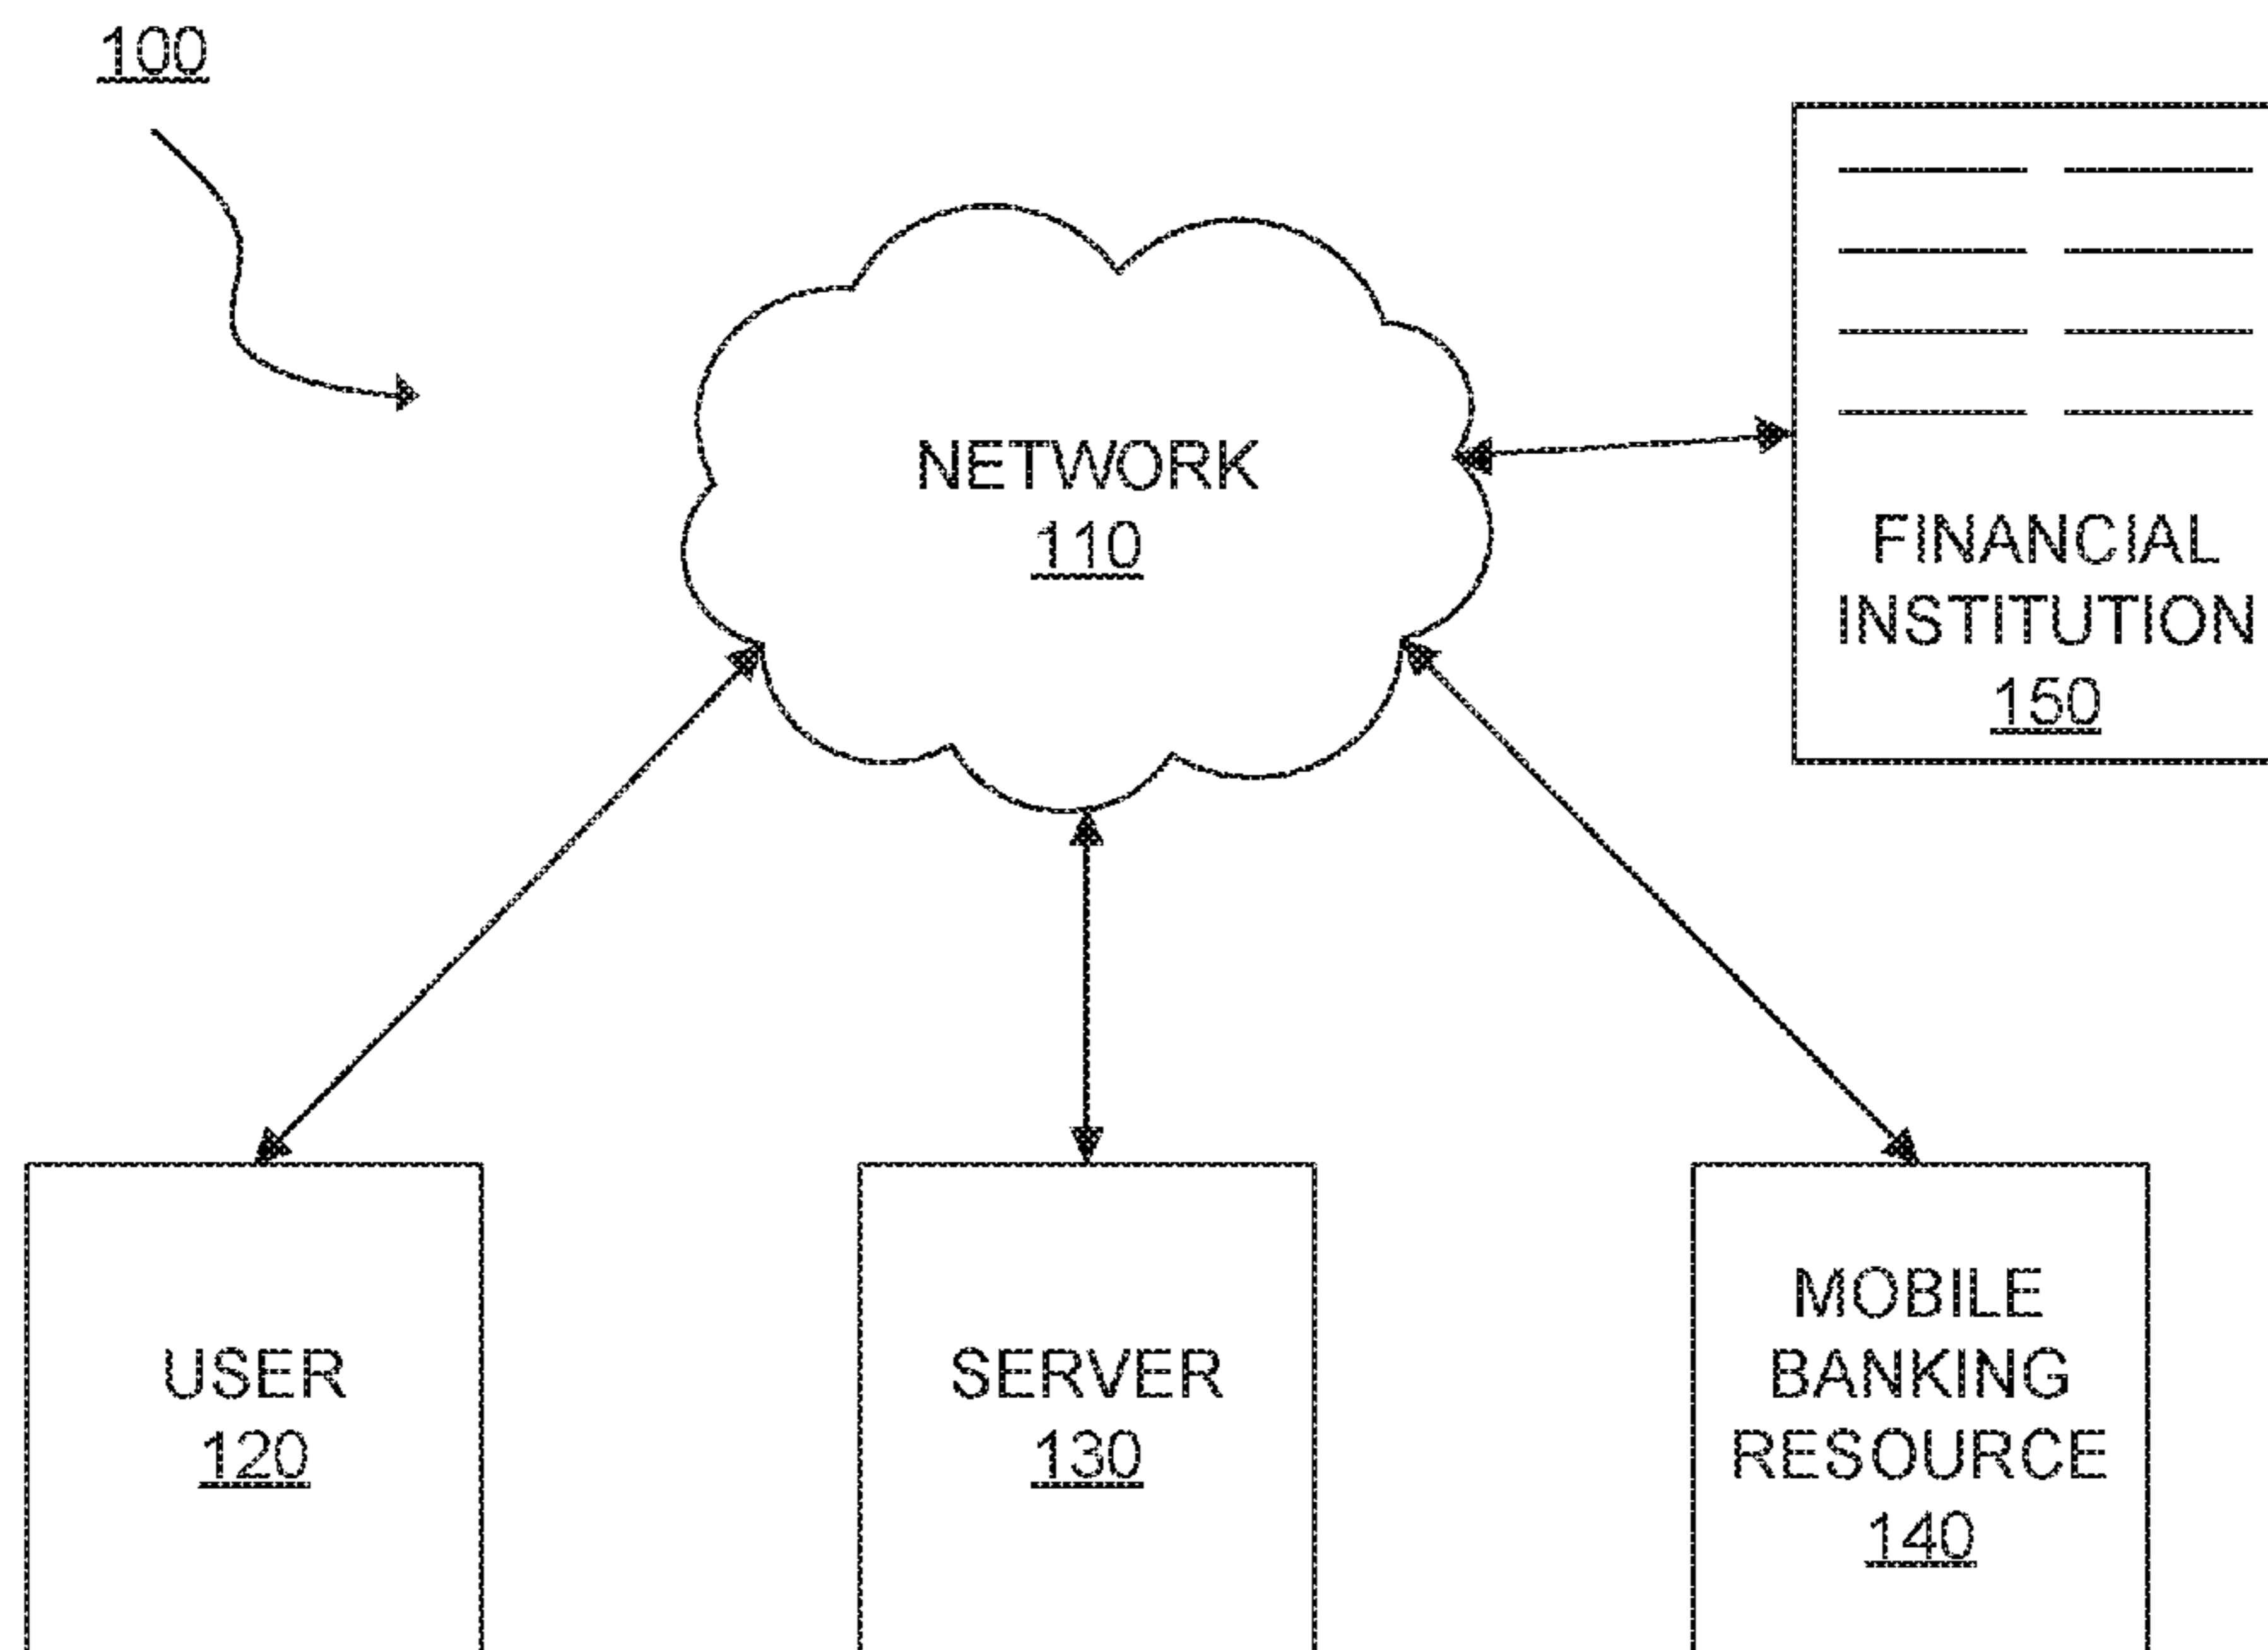 100
NETWORK
110
FINANCIAL
INSTITUTION
150
USER
120
SERVER
130
MOBILE
BANKING
RESOURCE
140